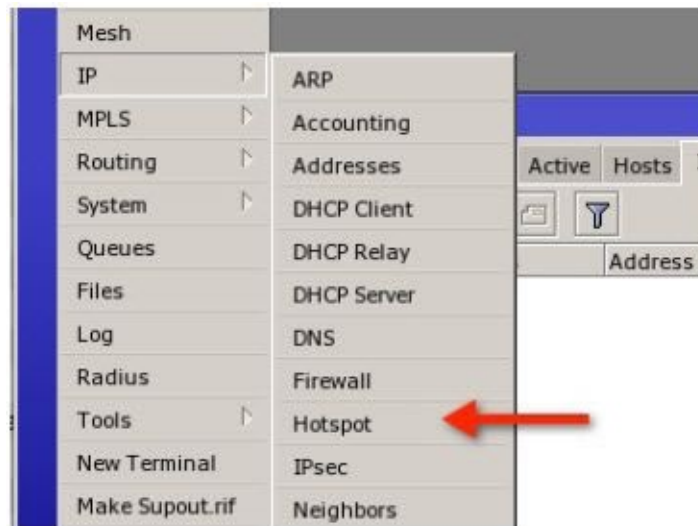 Mesh
IP
MPLS
Routing
System
Queues
Files
Log
Radius
Tools
New Terminal
Make Supout.rif
ARP
Accounting
Addresses
DHCP Client
DHCP Relay
DHCP Server
DNS
Firewall
Hotspot
IPsec
Neighbors
Active Hosts
Address